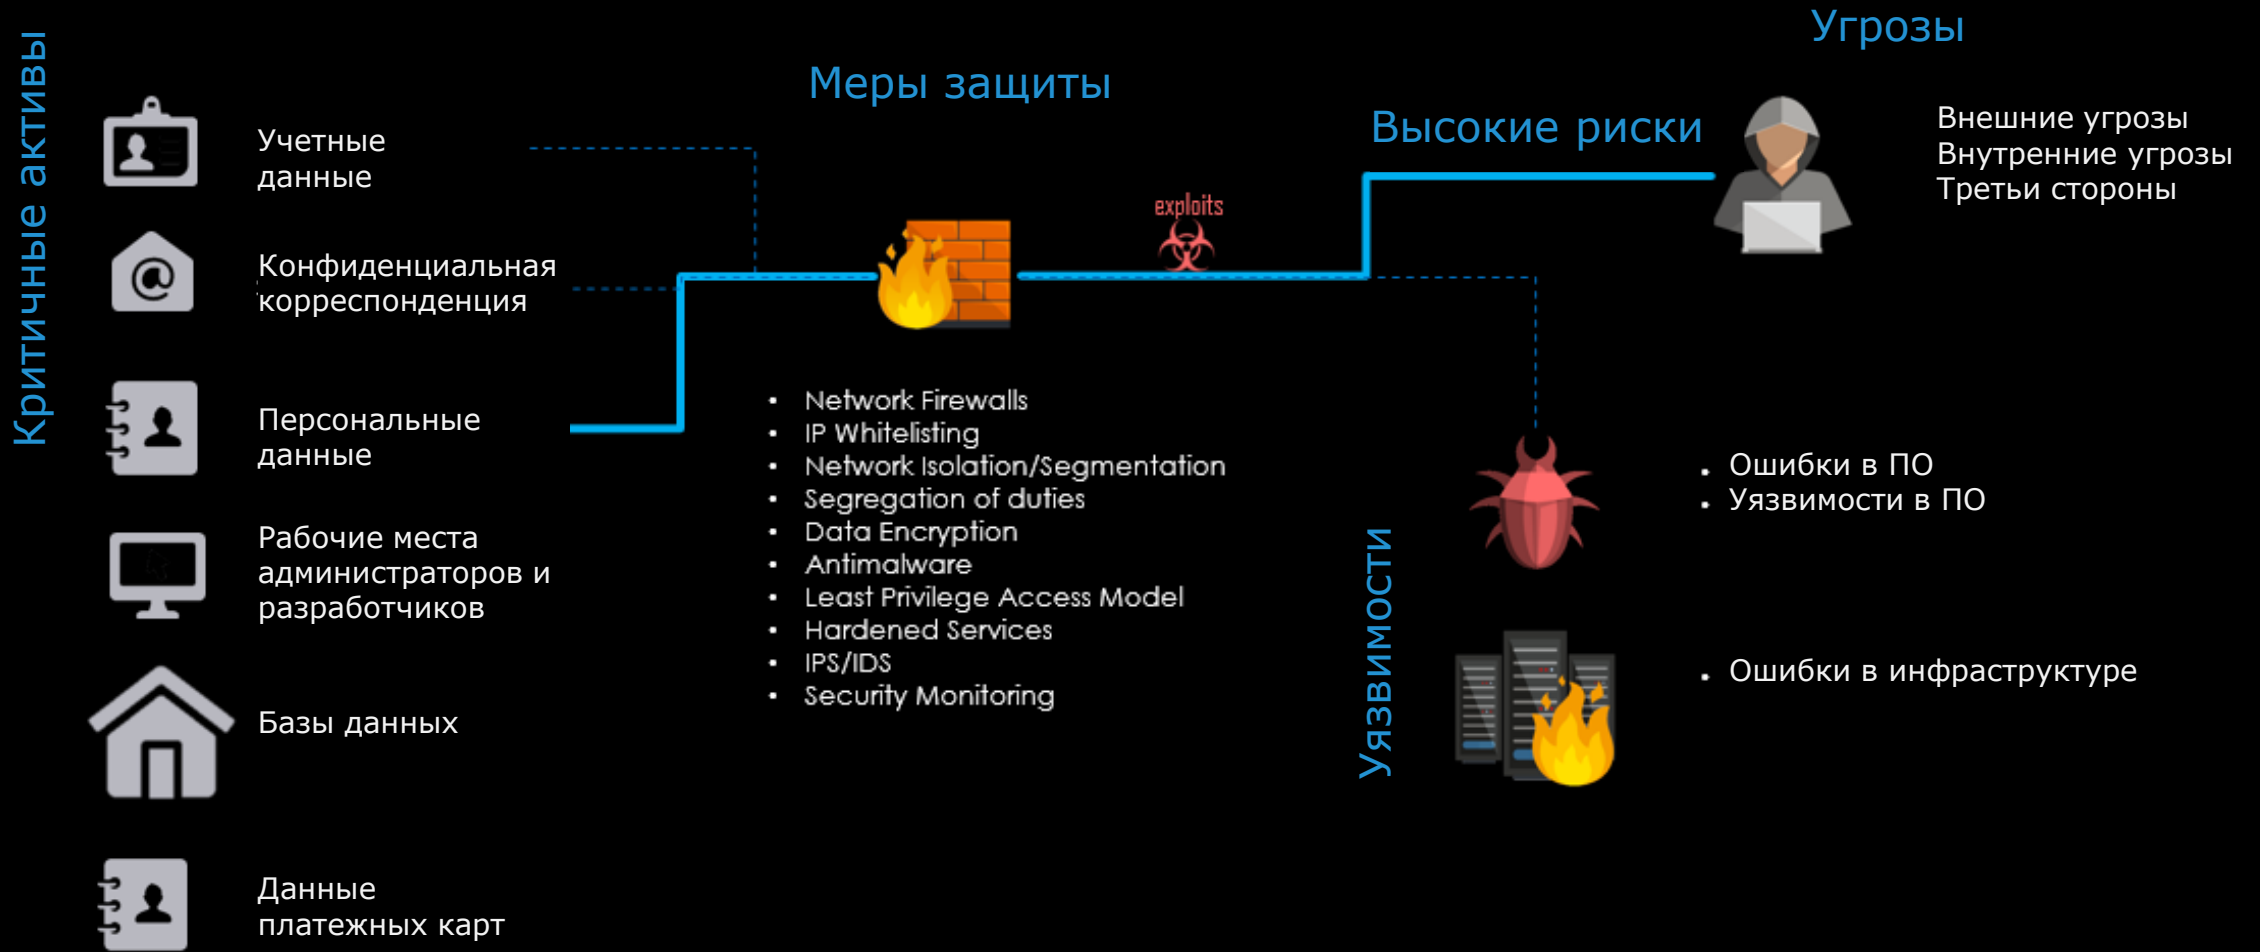 Критичные активы
Учетные
данные
Конфиденциальная
корреспонденция
Персональные
данные
Рабочие места
администраторов и
разработчиков
Базы данных
Данные
платежных карт
Меры защиты
• Network Firewalls
• IP Whitelisting
• Network Isolation/Segmentation
• Segregation of duties
• Data Encryption
• Antimalware
• Least Privilege Access Model
• Hardened Services
• IPS/IDS
• Security Monitoring
exploits
Высокие риски
Угрозы
Внешние угрозы
Внутренние угрозы
Третьи стороны
Уязвимости
• Ошибки в ПО
• Уязвимости в ПО
• Ошибки в инфраструктуре